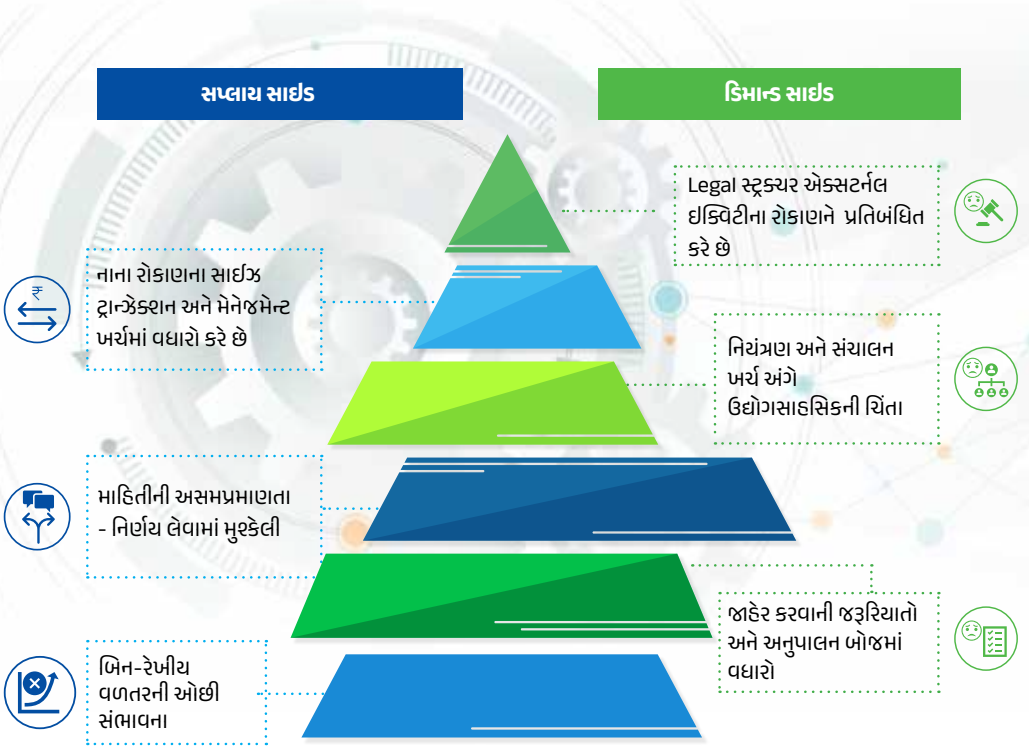 સપ્લાય સાઇડ
ડિમાન્ડ સાઇડ
Legal સ્ટ્રક્ચર એક્સટર્નલ
ઇક્વિટીના રોકાણને પ્રતિબંધિત
કરે છે
નાના રોકાણના સાઈઝ
ટ્રાન્ઝેક્શન અને મેનેજમેન્ટ
ખર્ચમાં વધારો કરે છે
₹
નિયંત્રણ અને સંચાલન
ખર્ચ અંગે
ઉદ્યોગસાહસિકની ચિંતા
માહિતીની અસમપ્રમાણતા
- નિર્ણય લેવામાં મુશ્કેલી
જાહેર કરવાની જરૂરિયાતો
અને અનુપાલન બોજમાં
વધારો
બિન-રેખીય
વળતરની ઓછી
સંભાવના